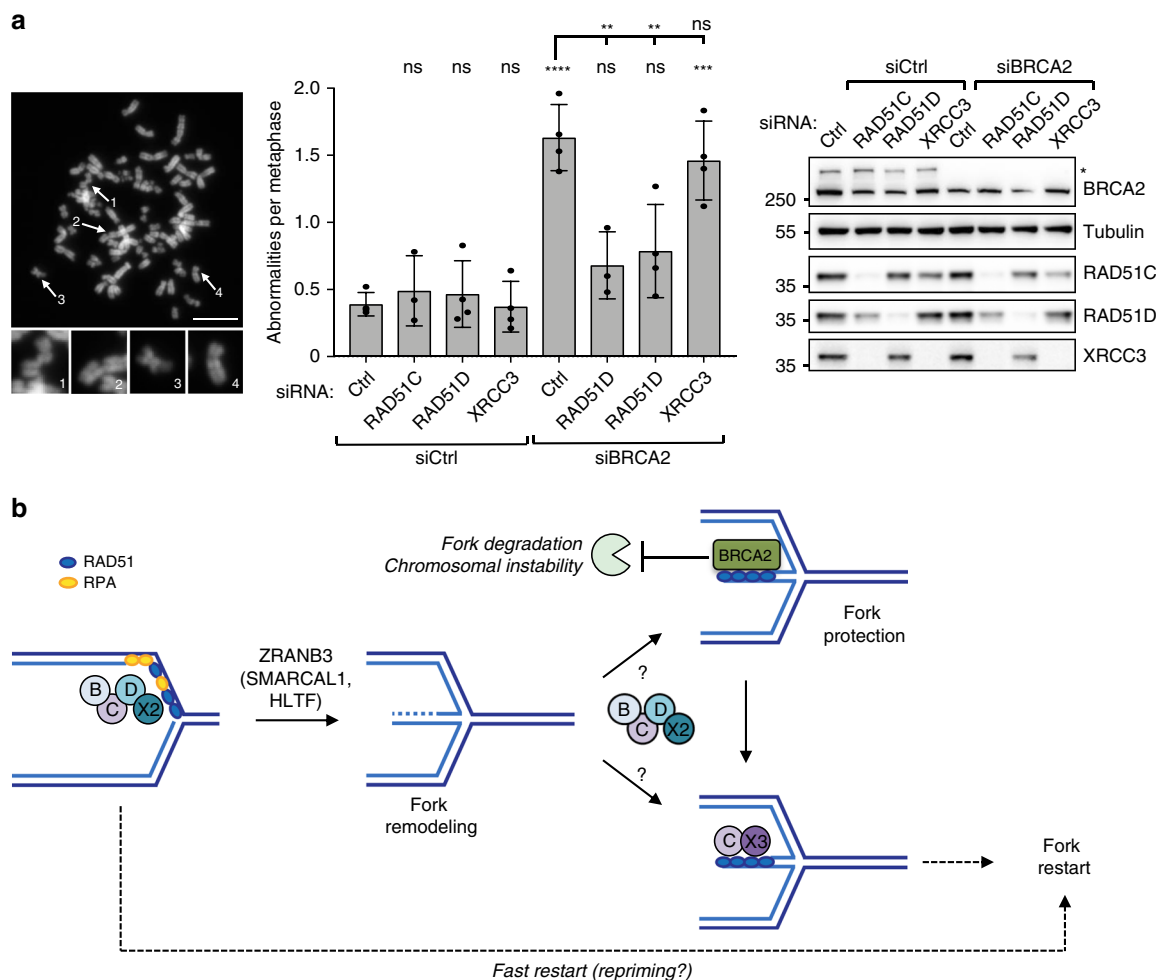 a
ns
** **
ns ns ns **** ns ns ***
Abnormalities per metaphase
2.0
1.5
1.0
0.5
0
1
2
3
4
1 2 3 4
siRNA:
Ctrl RAD51C RAD51D XRCC3 Ctrl RAD51D RAD51D XRCC3
siCtrl siBRCA2
siCtrl siBRCA2
siRNA:
Ctrl RAD51C RAD51D XRCC3 Ctrl RAD51C RAD51D XRCC3
*
250 BRCA2
55 Tubulin
35 RAD51C
35 RAD51D
35 XRCC3
b
RAD51
RPA
Fork degradation
Chromosomal instability
BRCA2
Fork
protection
B D
C X2
ZRANB3
(SMARCAL1,
HLTF)
Fork
remodeling
?
B D
C X2
?
C X3
Fork
restart
Fast restart (repriming?)